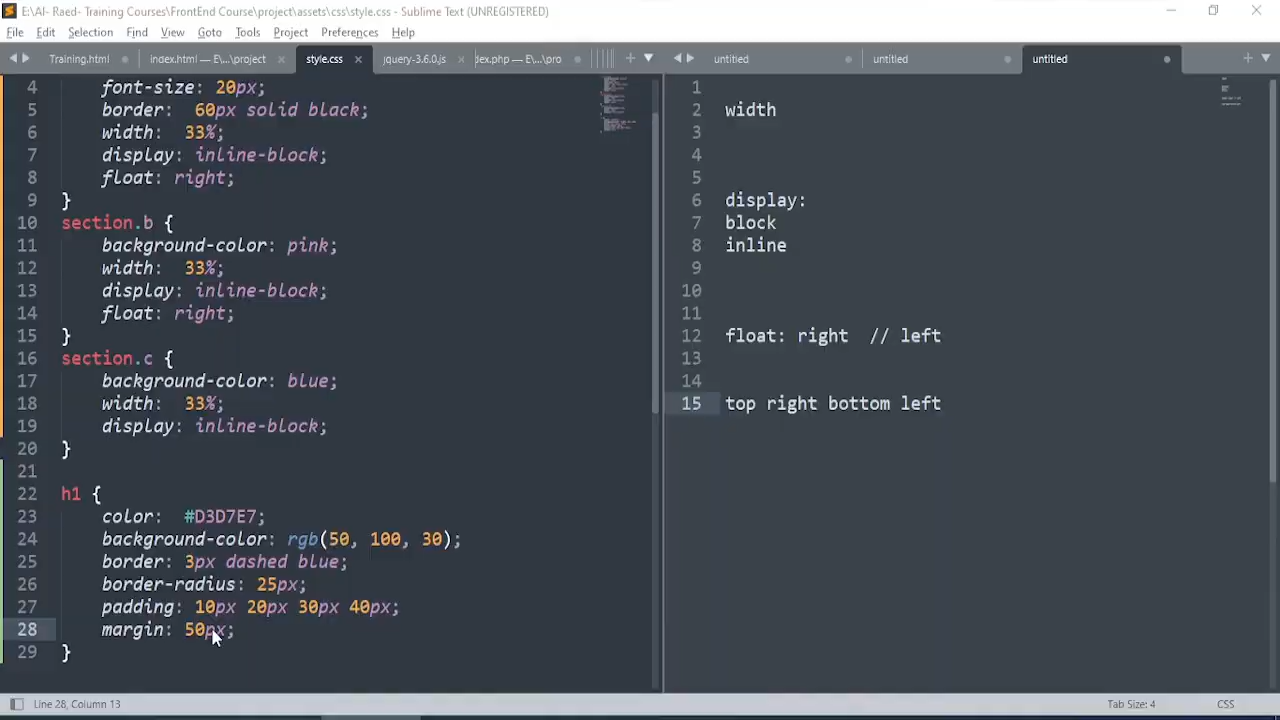 E:\AI- Raed- Training Courses\FrontEnd Course\project\assets\css\style.css - Sublime Text (UNREGISTERED)
File Edit Selection Find View Goto Tools Project Preferences Help
Training.html index.html — E:\...\project style.css jquery-3.6.0.js dex.php — E:\...\pro untitled untitled untitled
4 font-size: 20px;
5 border: 60px solid black;
6 width: 33%;
7 display: inline-block;
8 float: right;
9 }
10 section.b {
11 background-color: pink;
12 width: 33%;
13 display: inline-block;
14 float: right;
15 }
16 section.c {
17 background-color: blue;
18 width: 33%;
19 display: inline-block;
20 }
21
22 h1 {
23 color: #D3D7E7;
24 background-color: rgb(50, 100, 30);
25 border: 3px dashed blue;
26 border-radius: 25px;
27 padding: 10px 20px 30px 40px;
28 margin: 50px;
29 }
1
2 width
3
4
5
6 display:
7 block
8 inline
9
10
11
12 float: right // left
13
14
15 top right bottom left
Line 28, Column 13 Tab Size: 4 CSS